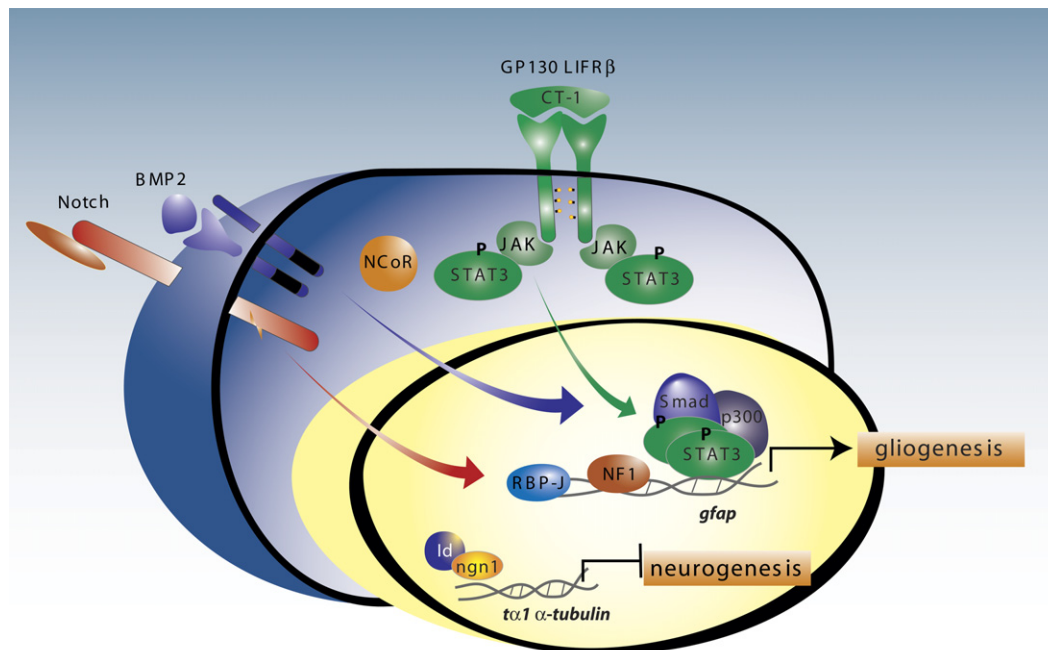 GP130 LIFRβ
CT-1
BMP2
Notch
NCoR
P
JAK
STAT3
JAK
P
STAT3
Smad
p300
P
P
STAT3
gliogenesis
RBP-J
NF1
gfap
Id
ngn1
neurogenesis
tα1 α-tubulin